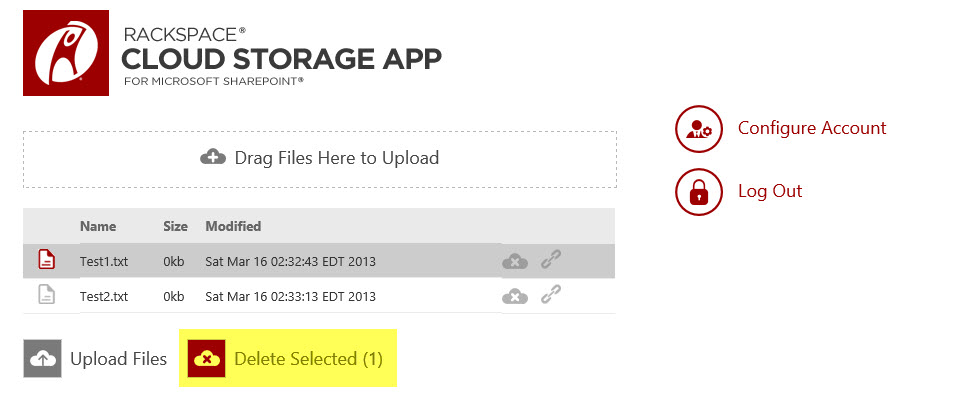 RACKSPACE®
CLOUD STORAGE APP
FOR MICROSOFT SHAREPOINT®
Configure Account
Drag Files Here to Upload
Log Out
Name Size Modified
Test1.txt 0kb Sat Mar 16 02:32:43 EDT 2013
Test2.txt 0kb Sat Mar 16 02:33:13 EDT 2013
Upload Files Delete Selected (1)